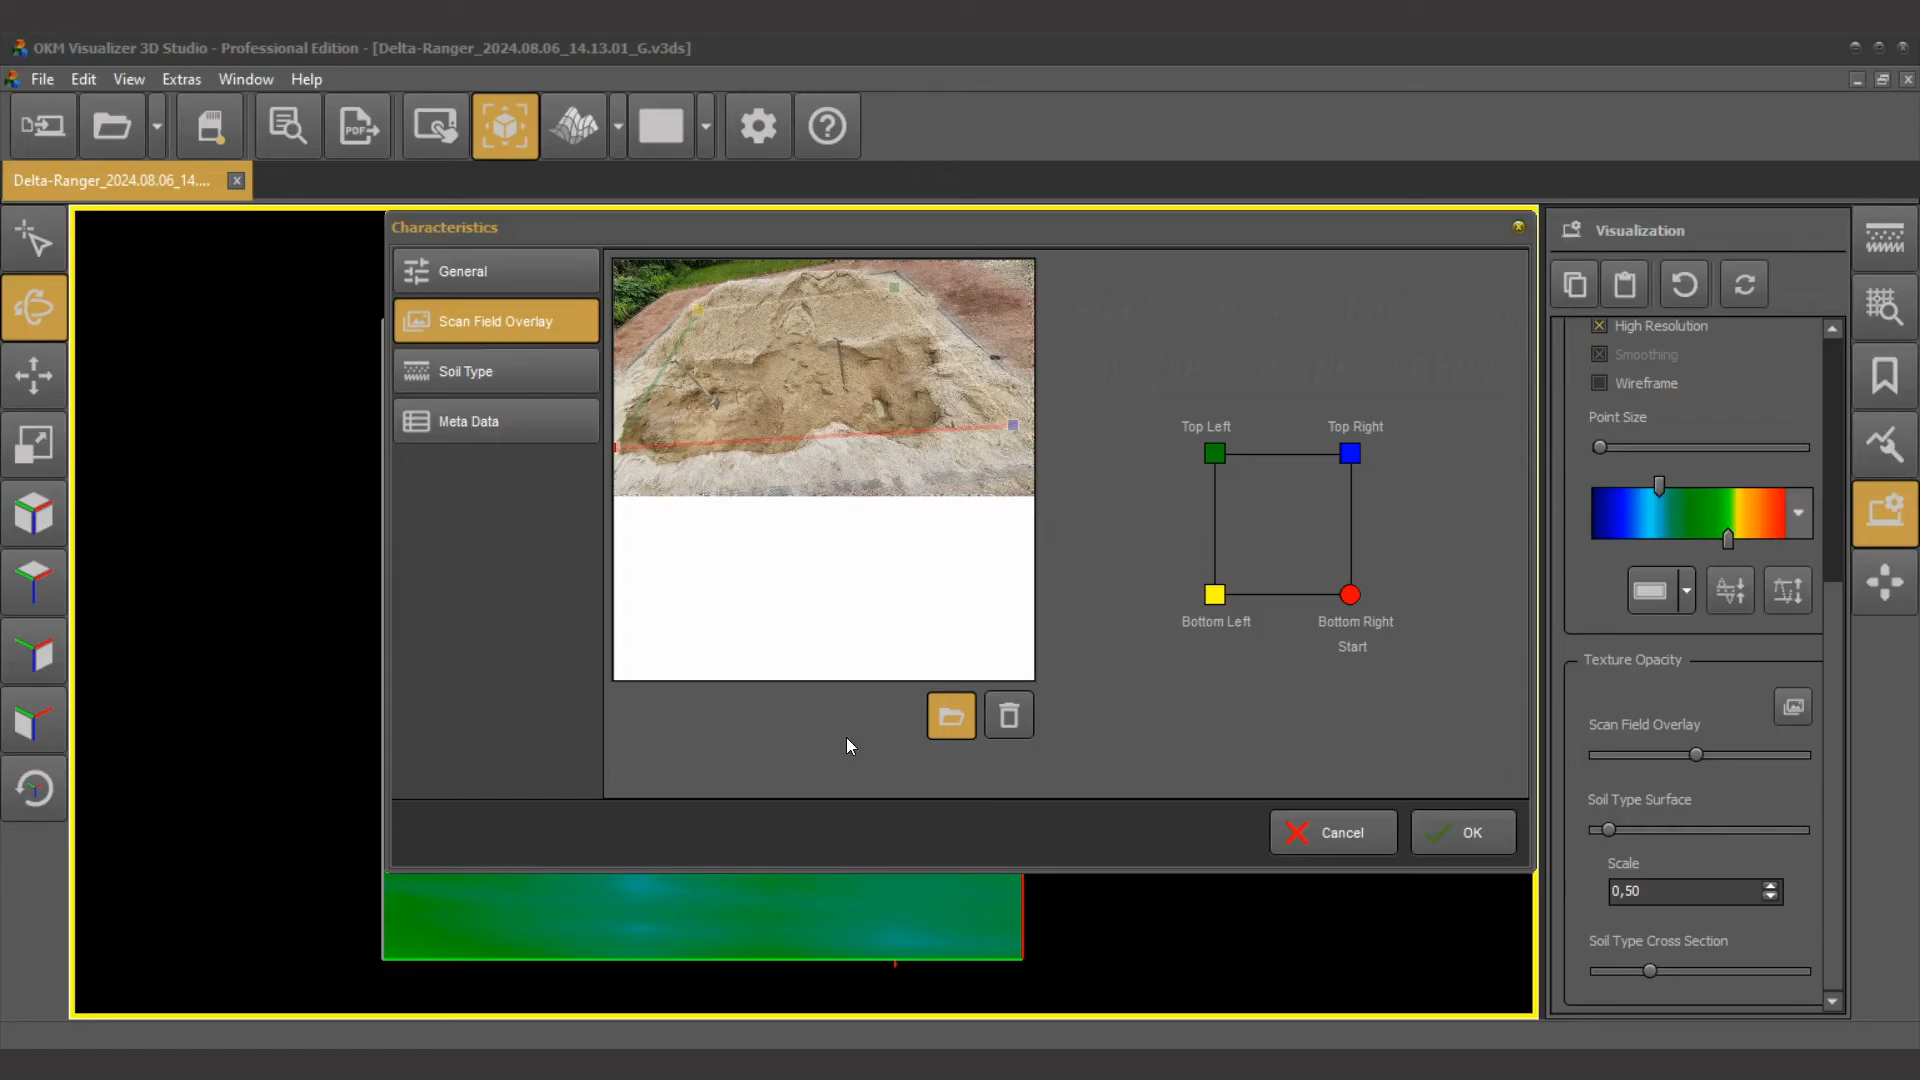 OKM Visualizer 3D Studio - Professional Edition - [Delta-Ranger_2024.08.06_14.13.01_G.v3ds]
File Edit View Extras Window Help
PDF
Delta-Ranger_2024.08.06_14....
Characteristics
General
Scan Field Overlay
Soil Type
Meta Data
Top Left Top Right
Bottom Left Bottom Right
Start
Cancel OK
Visualization
High Resolution
Smoothing
Wireframe
Point Size
Texture Opacity
Scan Field Overlay
Soil Type Surface
Scale
0,50
Soil Type Cross Section